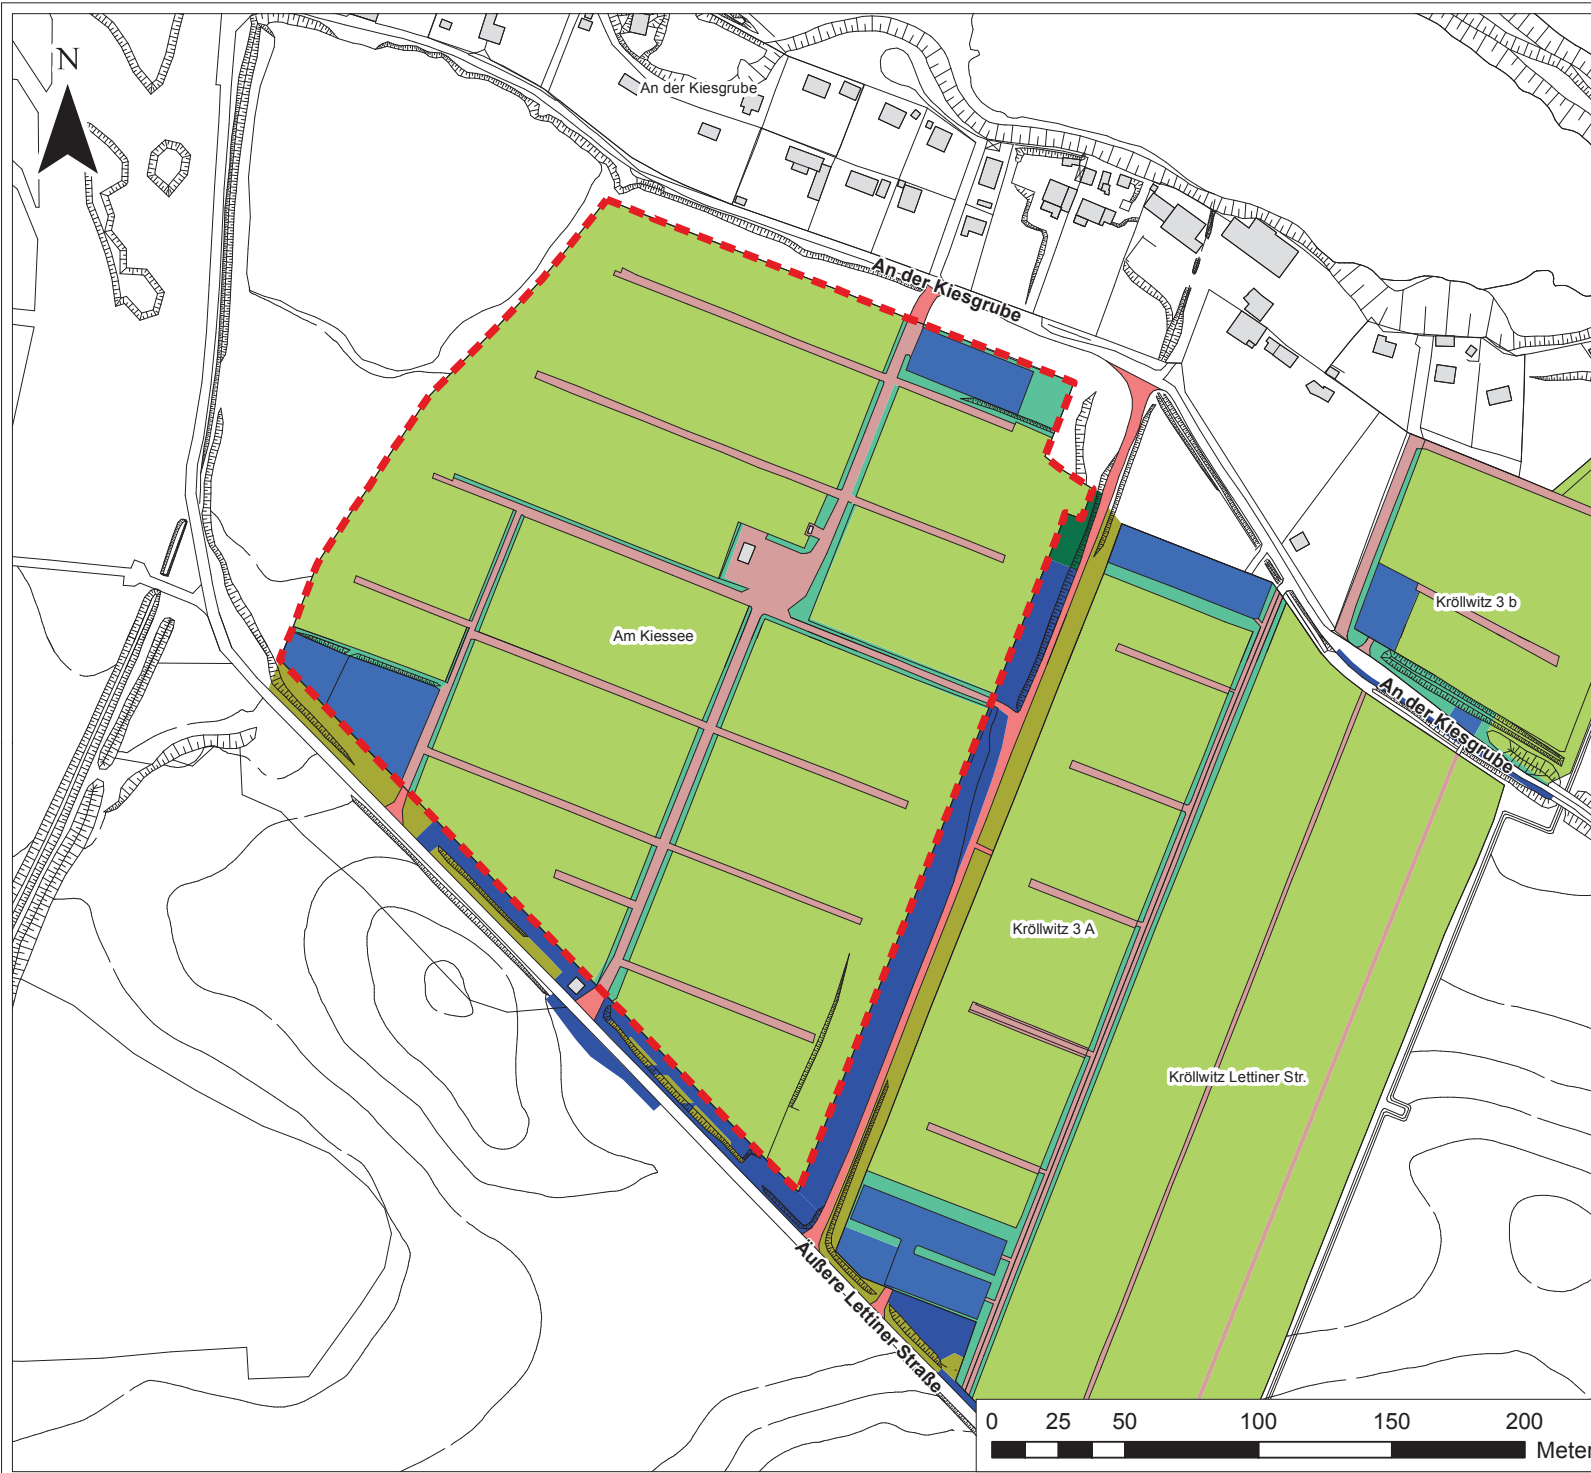 N
An der Kiesgrube
An der Kiesgrube
Kröllwitz 3 b
Am Kiessee
An der Kiesgrube
Kröllwitz 3 A
Kröllwitz Lettiner Str.
Äußere Lettiner Straße
0 25 50 100 150 200
Meter